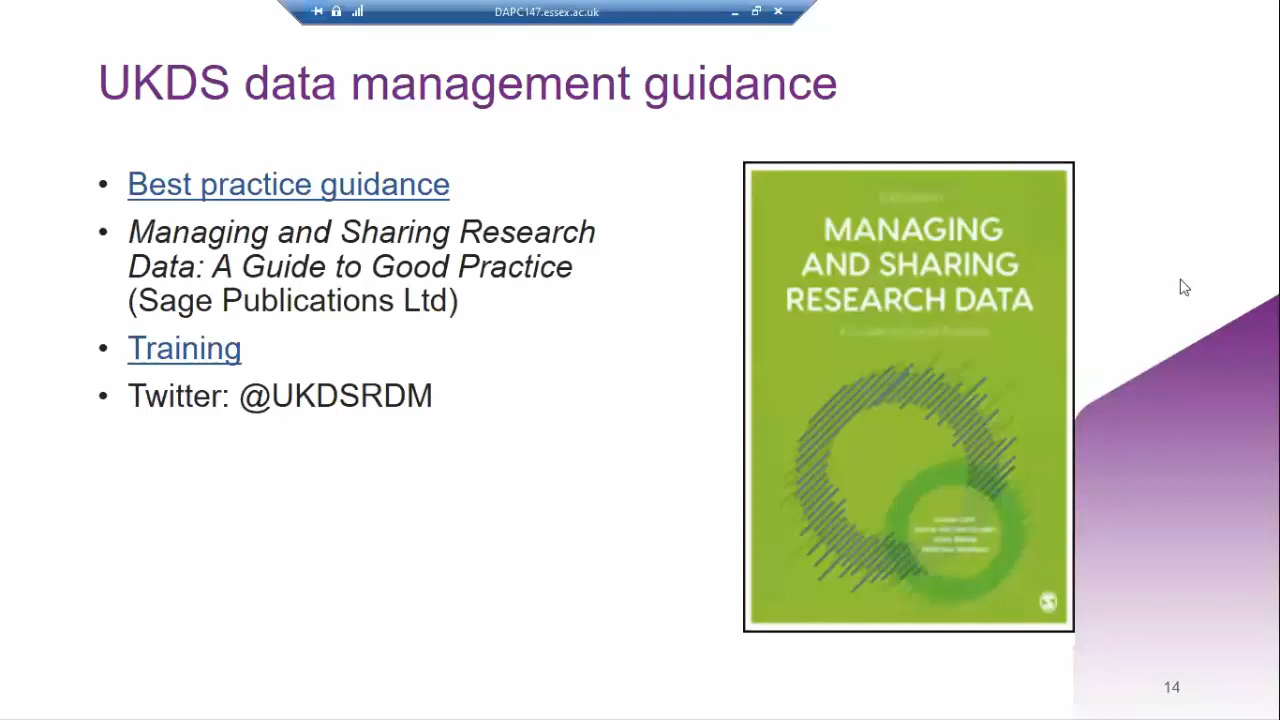 DAPC147.essex.ac.uk
UKDS data management guidance
• Best practice guidance
• Managing and Sharing Research
Data: A Guide to Good Practice
(Sage Publications Ltd)
• Training
• Twitter: @UKDSRDM
MANAGING
AND SHARING
RESEARCH DATA
14